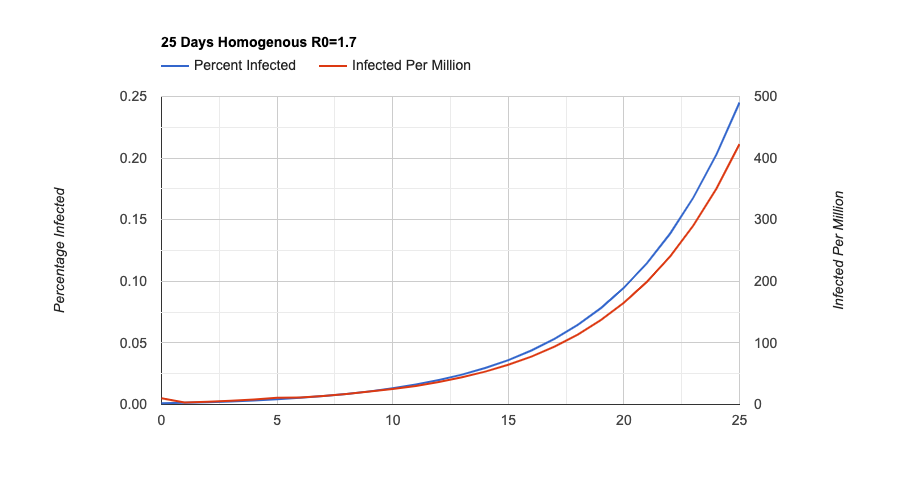 25 Days Homogenous R0=1.7
Percent Infected Infected Per Million
0.25 500
0.20 400
0.15 300
0.10 200
0.05 100
0.00 0
0 5 10 15 20 25
Percentage Infected
Infected Per Million